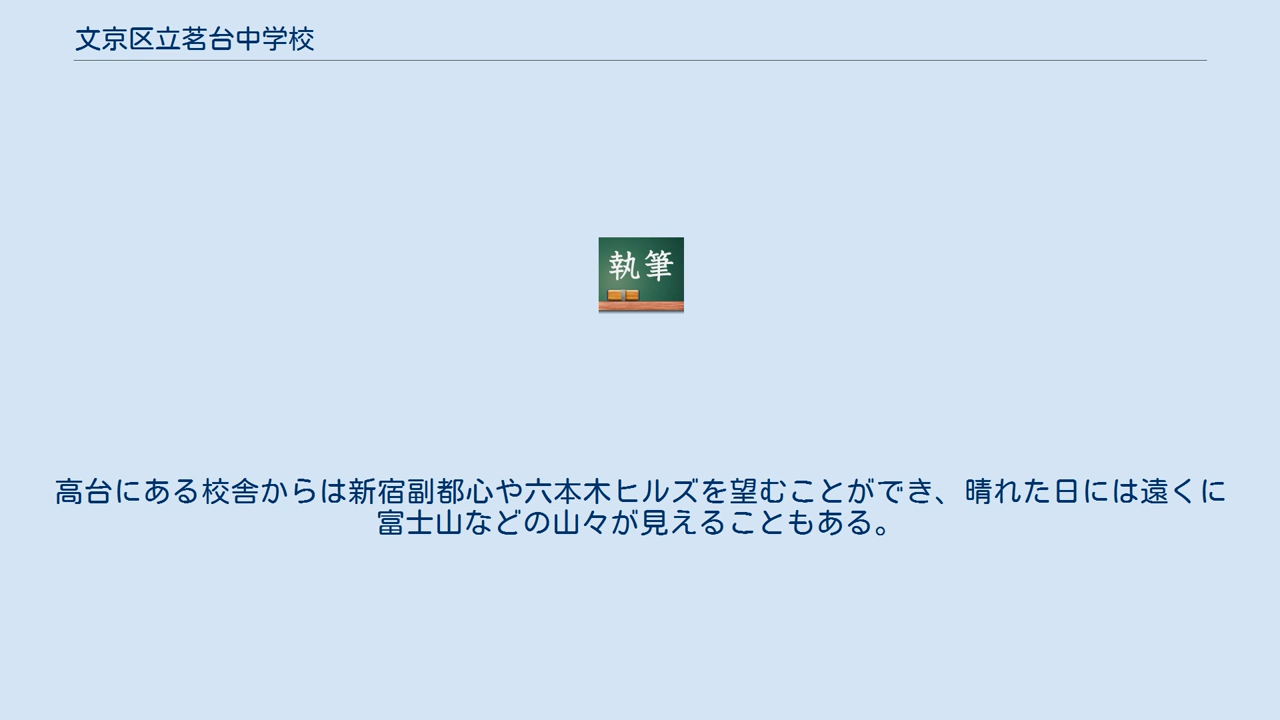 文京区立茗台中学校
執筆
高台にある校舎からは新宿副都心や六本木ヒルズを望むことができ、晴れた日には遠くに
富士山などの山々が見えることもある。